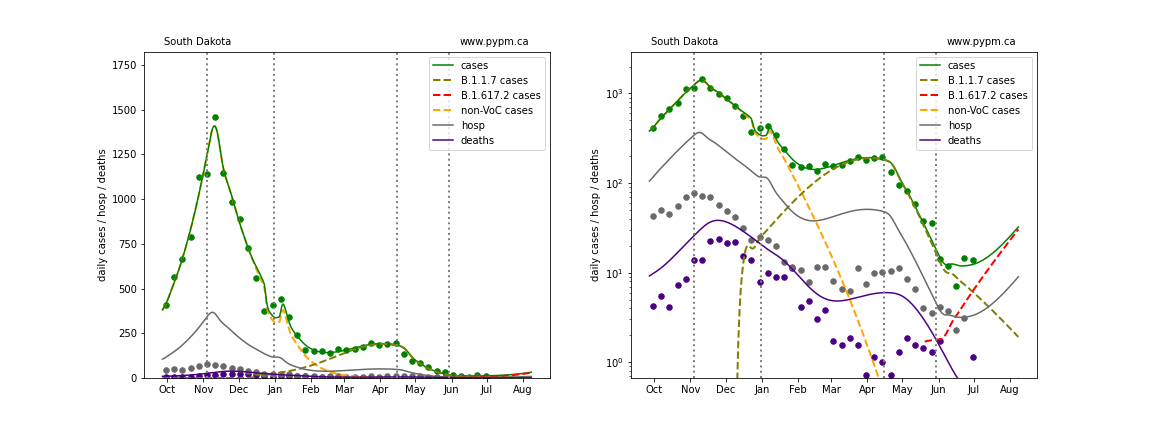 South Dakota
www.pypm.ca
daily cases / hosp / deaths
1750
1500
1250
1000
750
500
250
0
Oct Nov Dec Jan Feb Mar Apr May Jun Jul Aug
cases
B.1.1.7 cases
B.1.617.2 cases
non-VoC cases
hosp
deaths
South Dakota
www.pypm.ca
daily cases / hosp / deaths
10³
10²
10¹
10⁰
Oct Nov Dec Jan Feb Mar Apr May Jun Jul Aug
cases
B.1.1.7 cases
B.1.617.2 cases
non-VoC cases
hosp
deaths